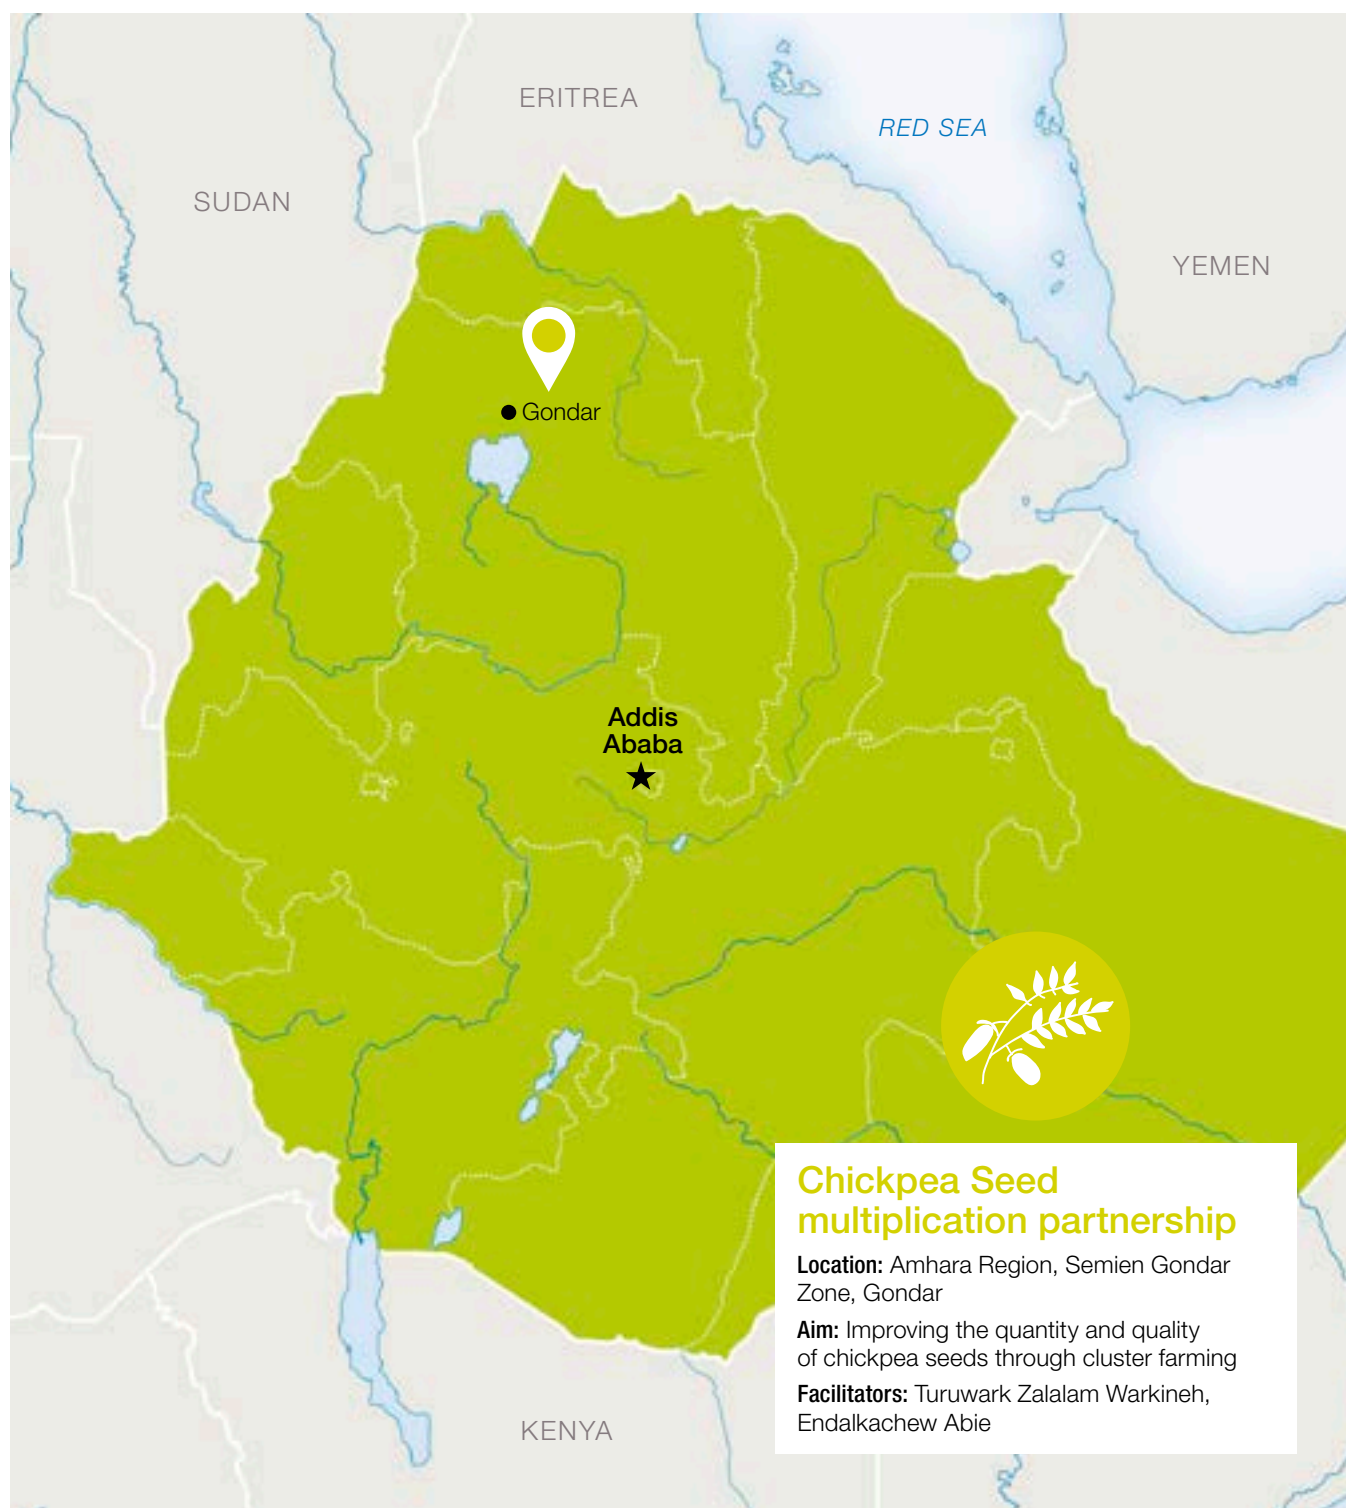 ERITREA
RED SEA
SUDAN
YEMEN
Gondar
Addis
Ababa
Chickpea Seed
multiplication partnership
Location: Amhara Region, Semien Gondar
Zone, Gondar
Aim: Improving the quantity and quality
of chickpea seeds through cluster farming
Facilitators: Turuwark Zalalam Warkineh,
Endalkachew Abie
KENYA